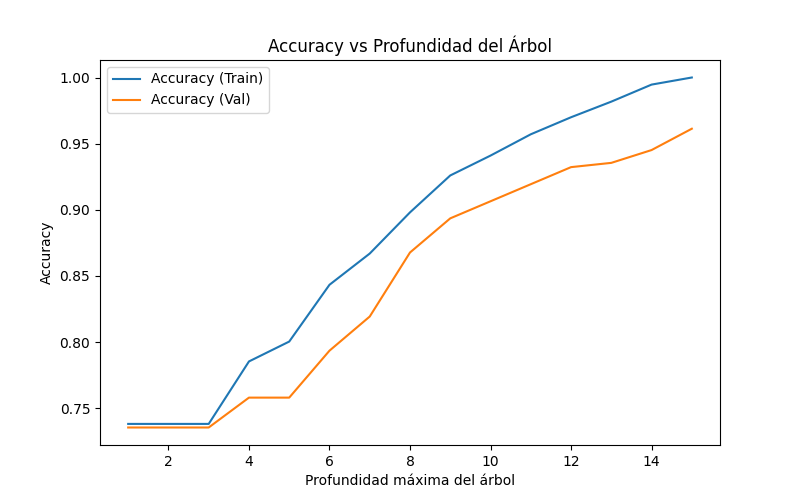 Accuracy vs Profundidad del Árbol
Accuracy (Train)
Accuracy (Val)
1.00
0.95
0.90
0.85
0.80
0.75
Accuracy
2 4 6 8 10 12 14
Profundidad máxima del árbol